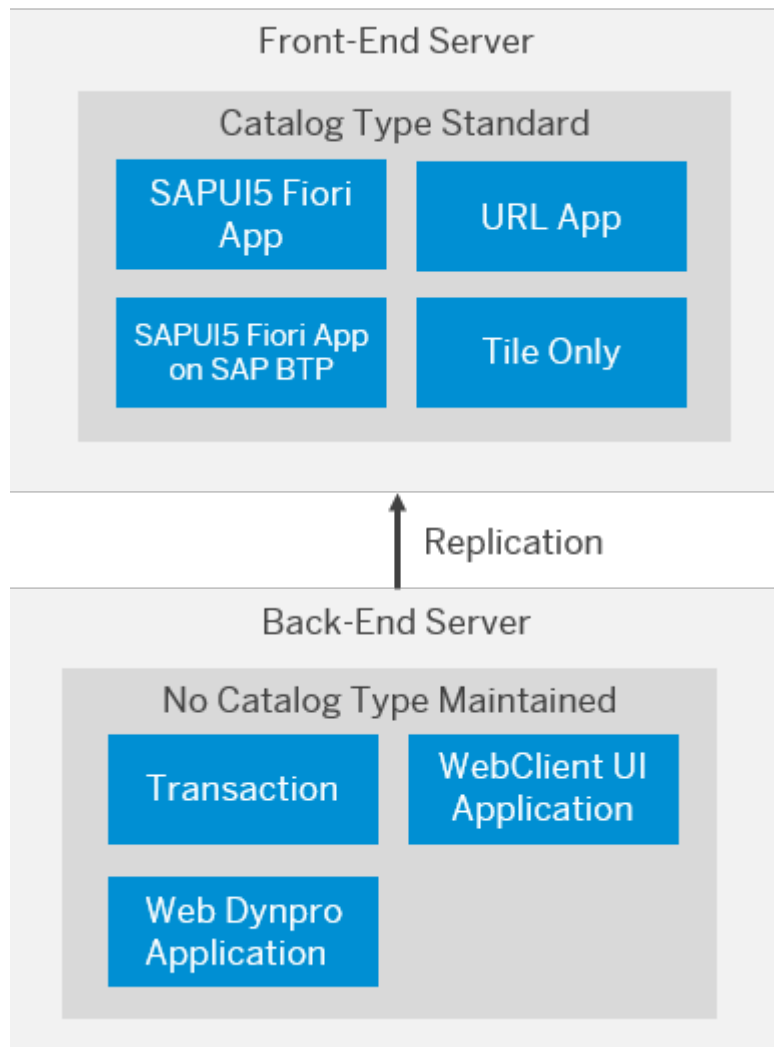 Front-End Server
Catalog Type Standard
SAPUI5 Fiori
App
URL App
SAPUI5 Fiori App
on SAP BTP
Tile Only
Replication
Back-End Server
No Catalog Type Maintained
Transaction
WebClient UI
Application
Web Dynpro
Application